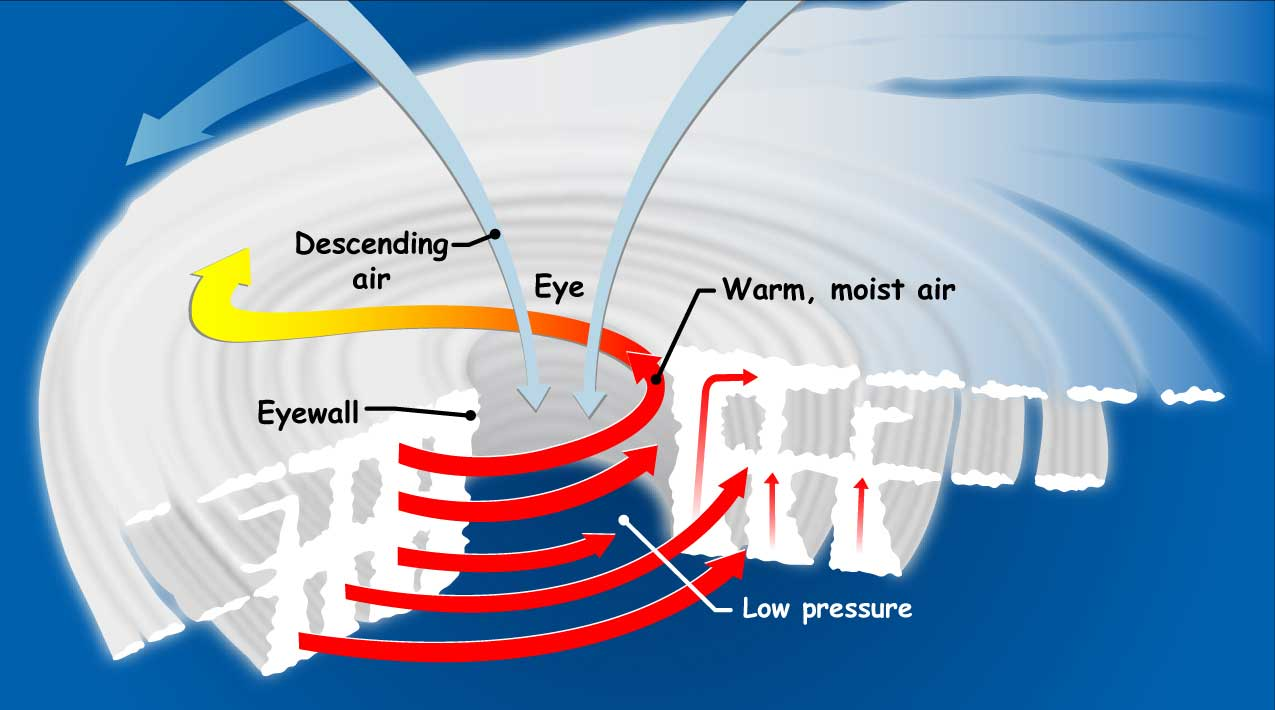 Descending
air
Eye
Warm, moist air
Eyewall
Low pressure